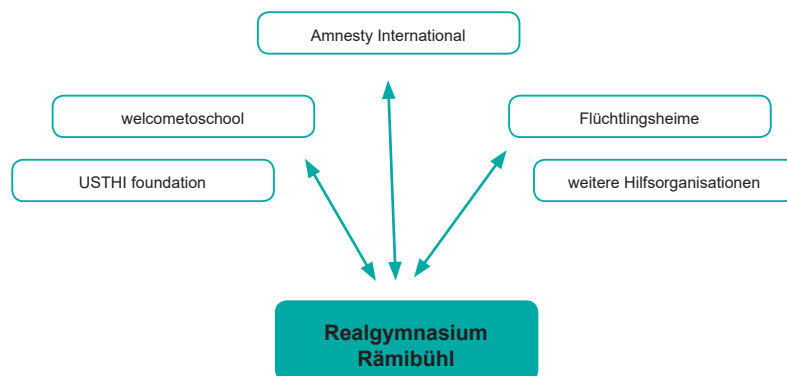 Amnesty International
welcometoschool
Flüchtlingsheime
USTHI foundation
weitere Hilfsorganisationen
Realgymnasium
Rämibühl